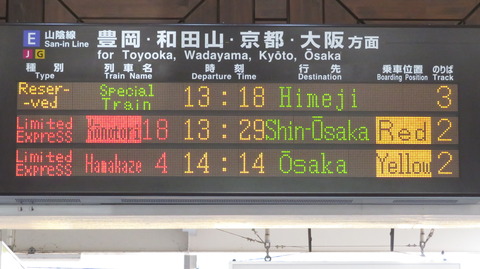 E 山陰線 豊岡・和田山・京都・大阪 方面
San-in Line for Toyooka, Wadayama, Kyōto, Ōsaka
J G
種別 列車名 時刻 行先 乗車位置 のりば
Type Train Name Departure Time Destination Boarding Position Track
Reser-ved Special Train 13:18 Himeji 3
Limited Express Kōnotori 18 13:29 Shin-Ōsaka Red 2
Limited Express Hamakaze 4 14:14 Ōsaka Yellow 2